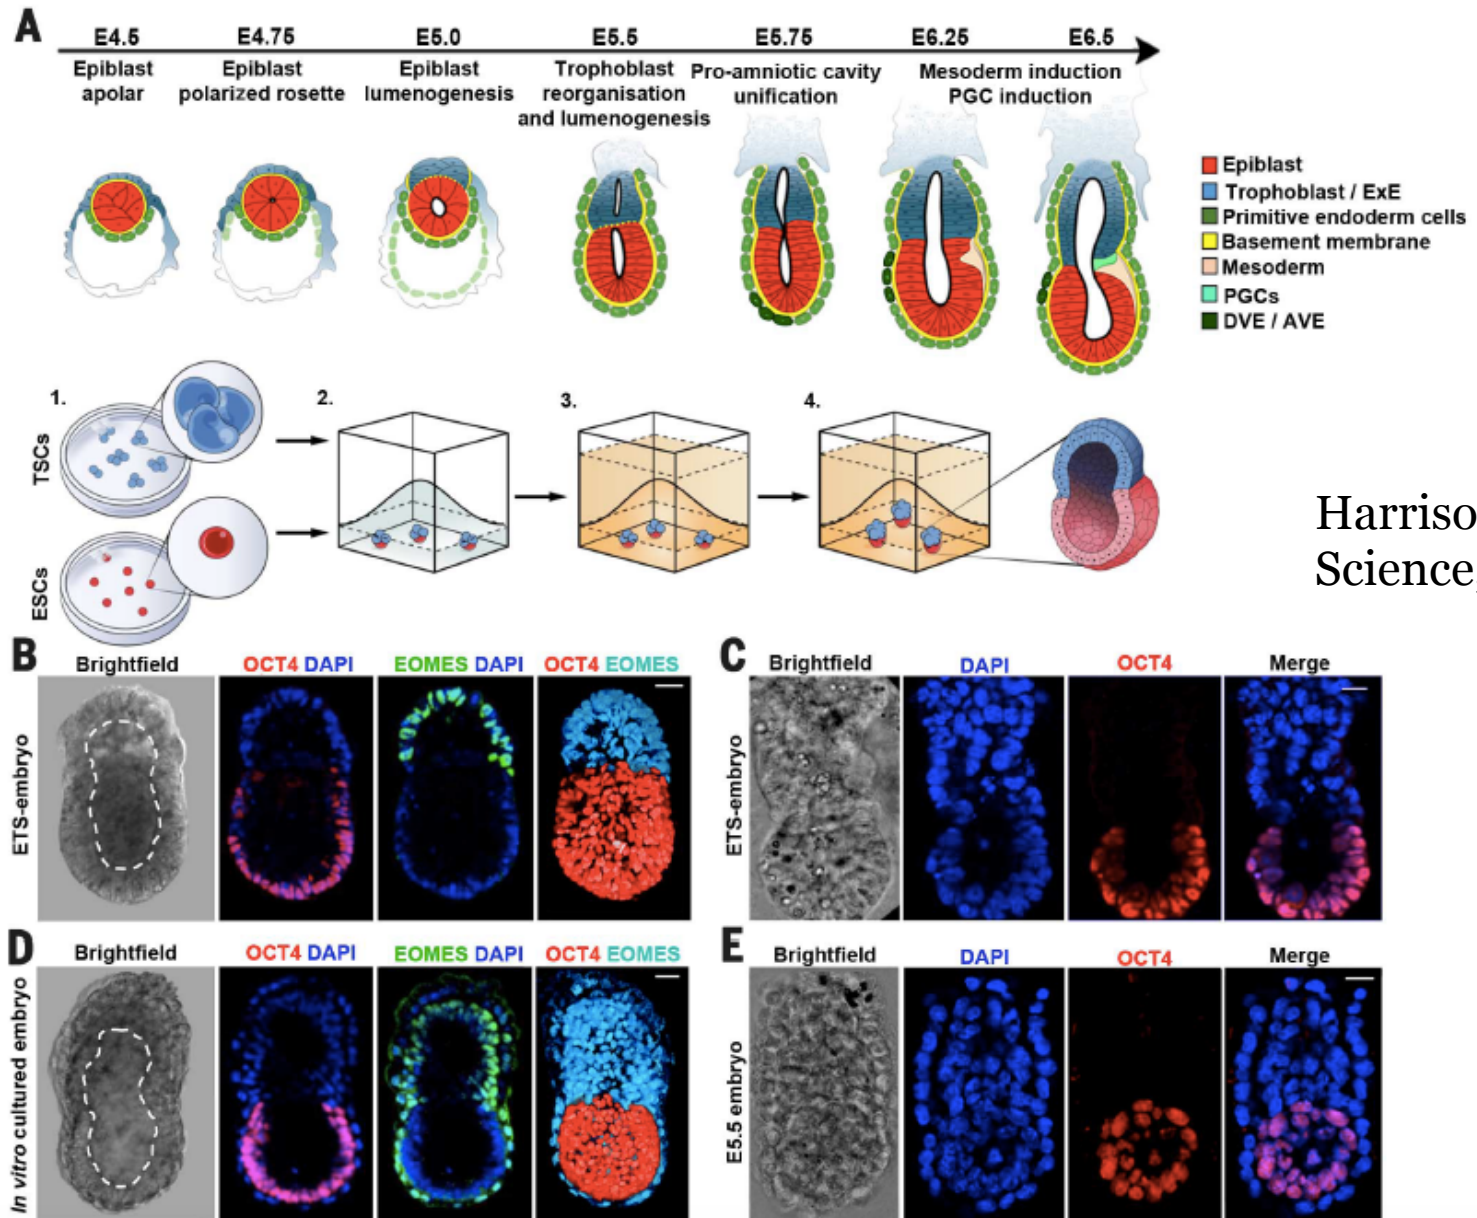 A
E4.5 E4.75 E5.0 E5.5 E5.75 E6.25 E6.5
Epiblast
apolar
Epiblast
polarized rosette
Epiblast
lumenogenesis
Trophoblast
reorganisation
and lumenogenesis
Pro-amniotic cavity
unification
Mesoderm induction
PGC induction
Epiblast
Trophoblast / ExE
Primitive endoderm cells
Basement membrane
Mesoderm
PGCs
DVE / AVE
1. 2. 3. 4.
TSCs
ESCs
Harriso
Science,
B
Brightfield OCT4 DAPI EOMES DAPI OCT4 EOMES
ETS-embryo
C
Brightfield DAPI OCT4 Merge
ETS-embryo
D
Brightfield OCT4 DAPI EOMES DAPI OCT4 EOMES
In vitro cultured embryo
E
Brightfield DAPI OCT4 Merge
E5.5 embryo